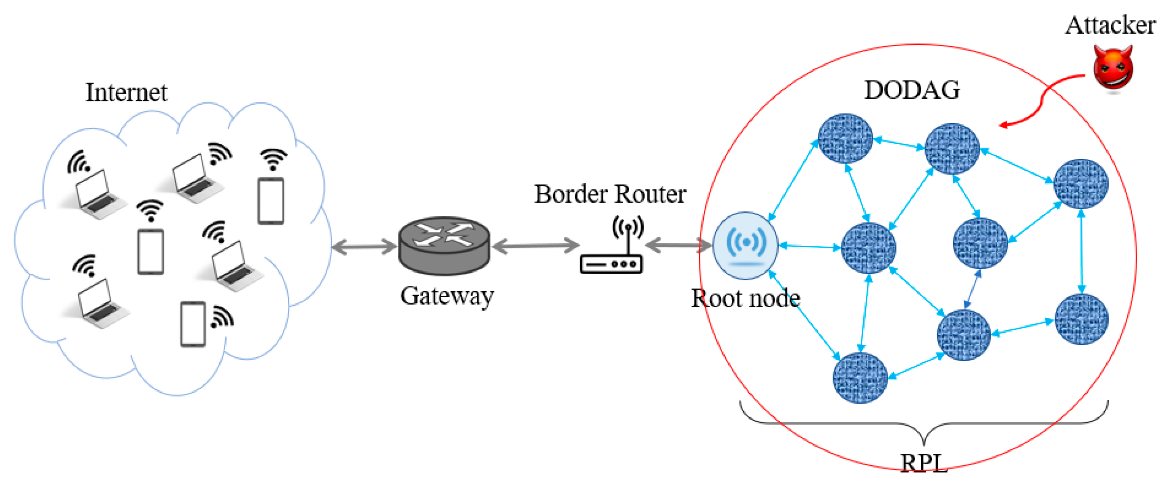 Attacker
Internet
DODAG
Border Router
Gateway
Root node
RPL